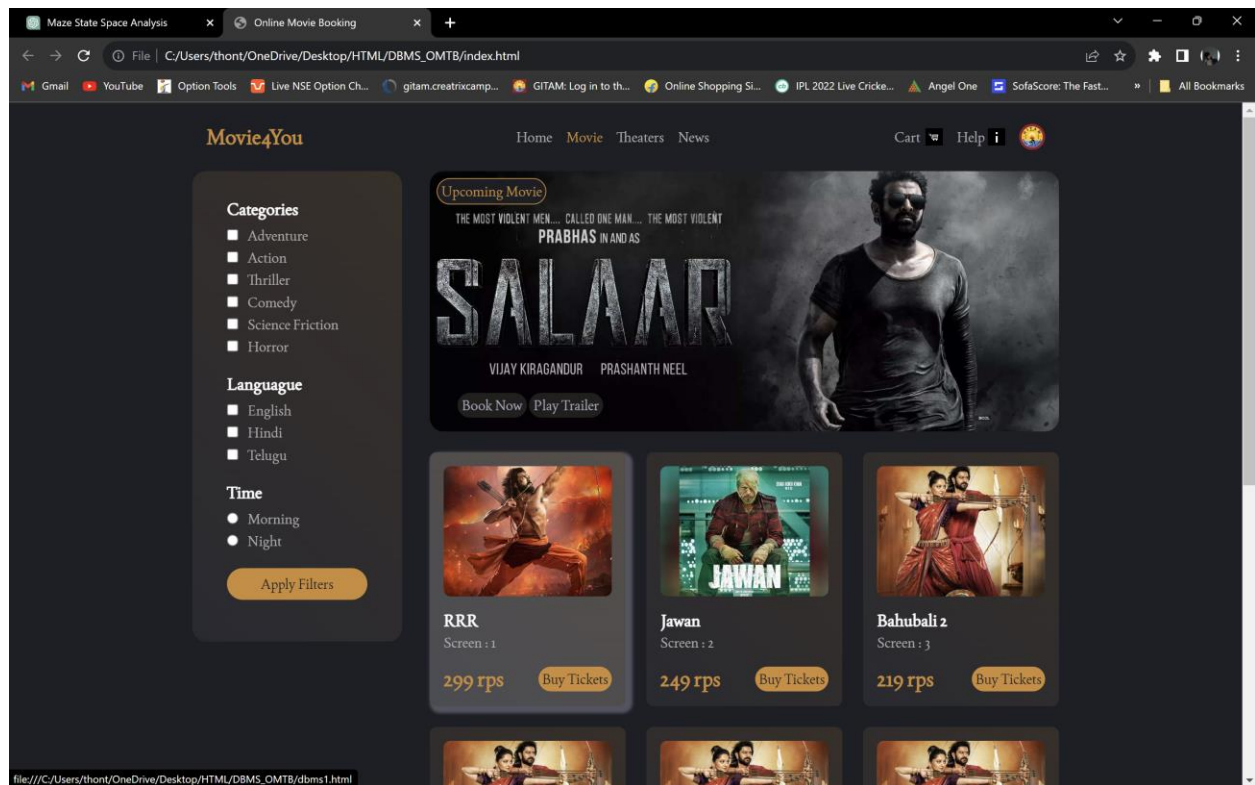 Maze State Space Analysis
Online Movie Booking
File C:/Users/thont/OneDrive/Desktop/HTML/DBMS_OMTB/index.html
Gmail YouTube Option Tools Live NSE Option Ch... gitam.creatrixcamp... GITAM: Log in to th... Online Shopping Si... IPL 2022 Live Cricke... Angel One SofaScore: The Fast... » All Bookmarks
Movie4You
Home Movie Theaters News
Cart Help i
Categories
Adventure
Action
Thriller
Comedy
Science Friction
Horror
Languague
English
Hindi
Telugu
Time
Morning
Night
Apply Filters
Upcoming Movie
THE MOST VIOLENT MEN.... CALLED ONE MAN.... THE MOST VIOLENT
PRABHAS IN AND AS
SALAAR
VIJAY KIRAGANDUR PRASHANTH NEEL
Book Now Play Trailer
RRR
Screen : 1
299 rps Buy Tickets
JAWAN
Jawan
Screen : 2
249 rps Buy Tickets
Bahubali 2
Screen : 3
219 rps Buy Tickets
file:///C:/Users/thont/OneDrive/Desktop/HTML/DBMS_OMTB/dbms1.html